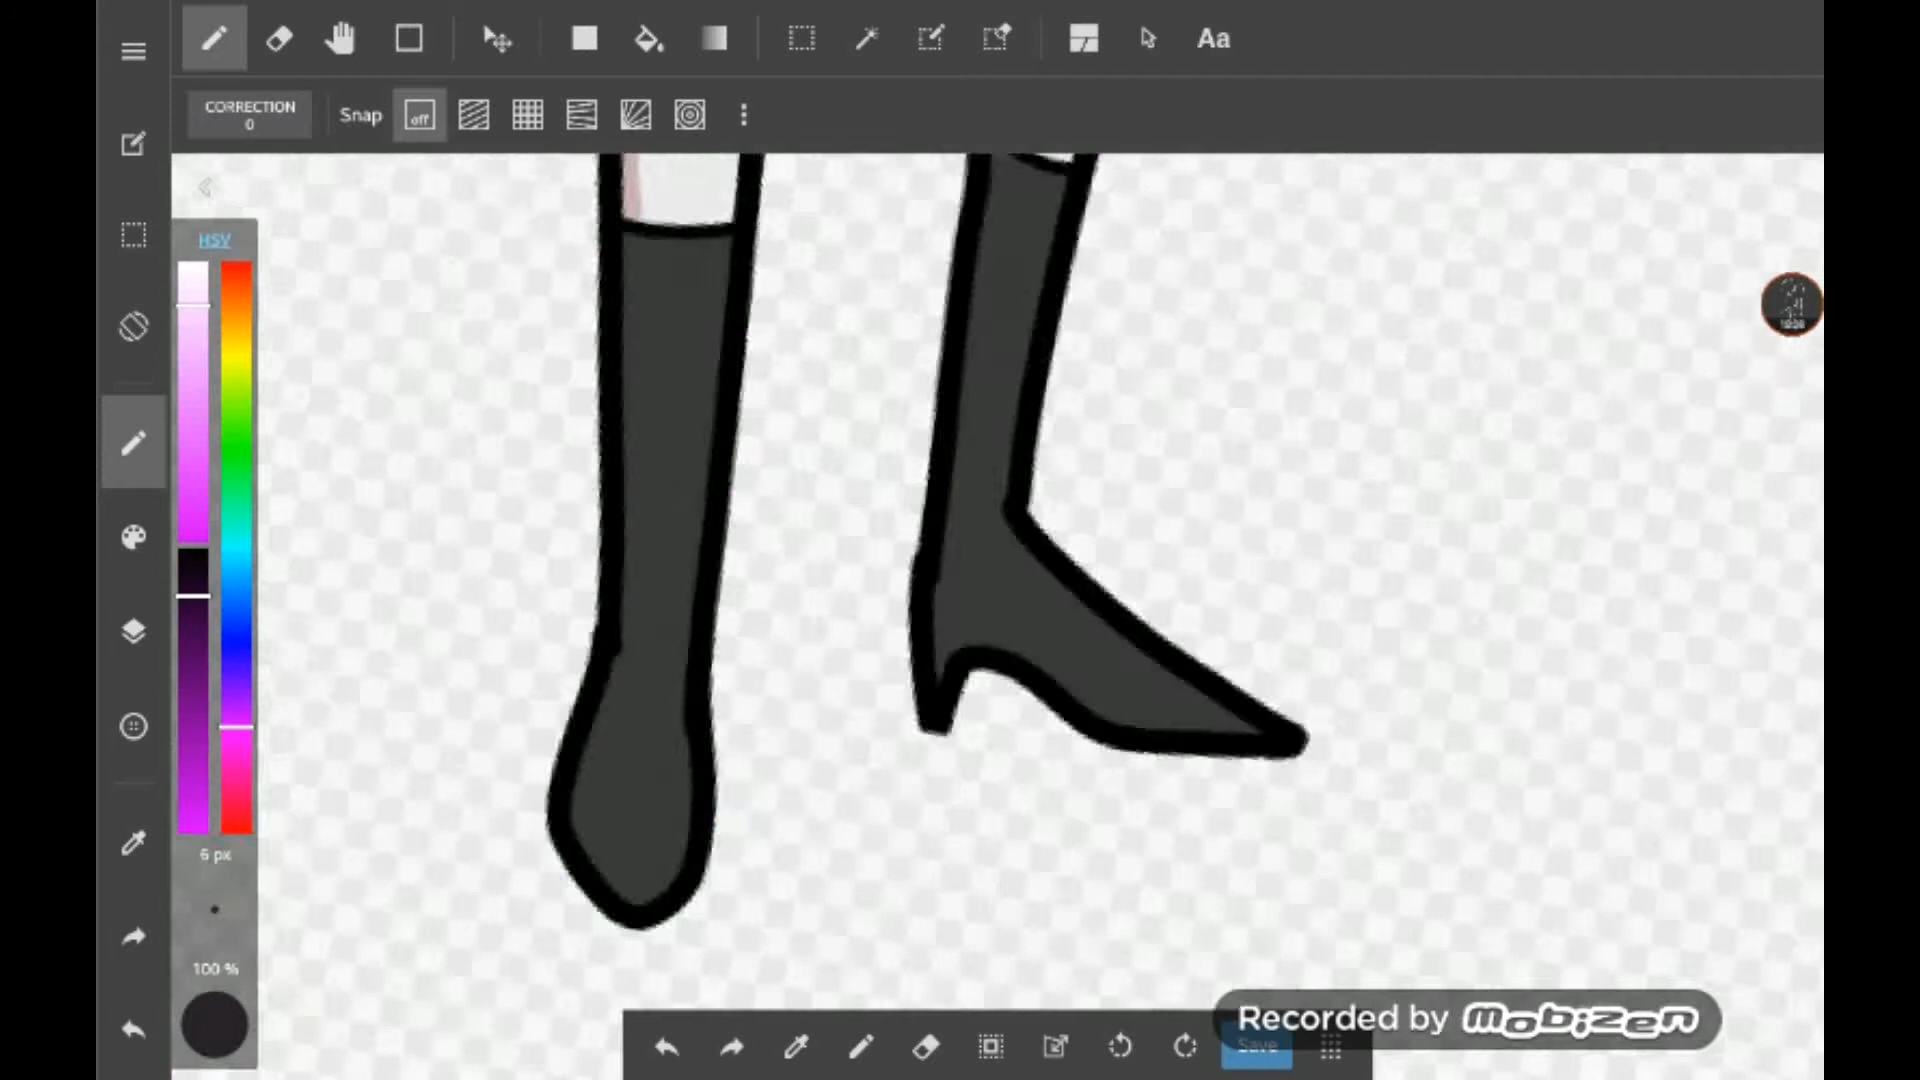 Aa
CORRECTION
0
Snap
off
HSV
6 px
100 %
Recorded by Mobizen
Save